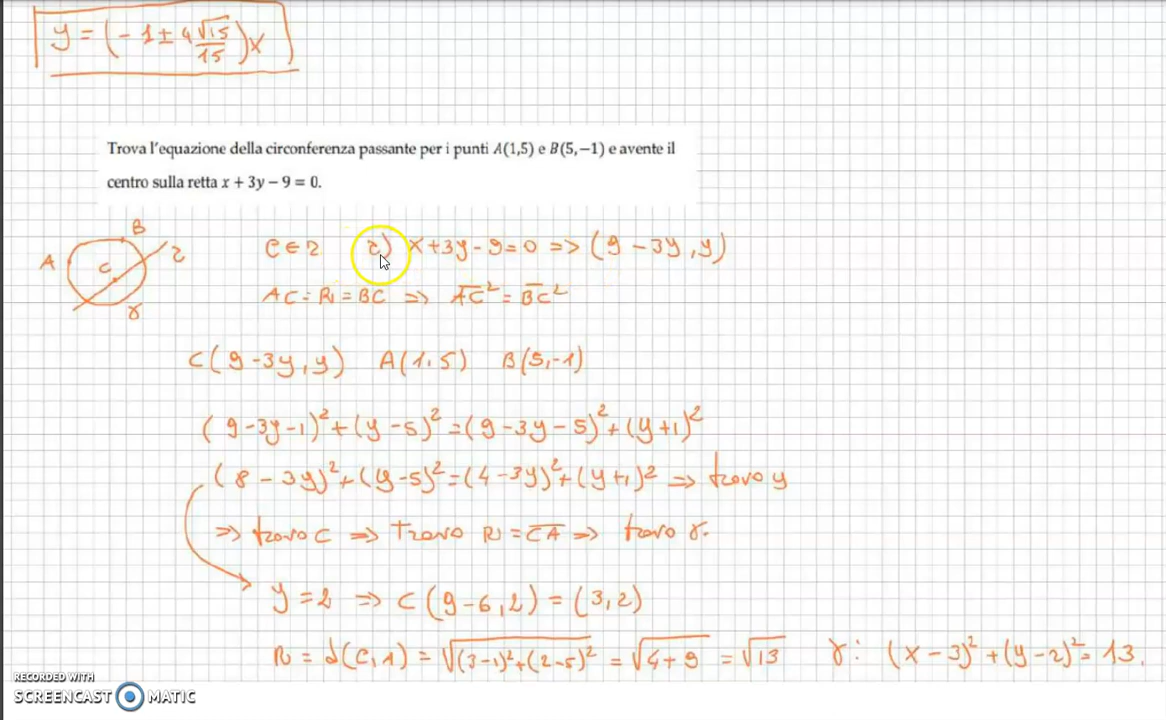 y = (-1 ± 4 √15/15) x
Trova l'equazione della circonferenza passante per i punti A(1,5) e B(5,−1) e avente il
centro sulla retta x + 3y − 9 = 0.
B
A
C
r
γ
C ∈ r r) x+3y-9=0 => (9-3y, y)
AC = R = BC => AC² = BC²
C(9-3y, y) A(1,5) B(5,-1)
(9-3y-1)²+(y-5)²=(9-3y-5)²+(y+1)²
(8-3y)²+(y-5)²=(4-3y)²+(y+1)² => trovo y
=> trovo C => Trovo R = CA => trovo γ.
y=2 => C(9-6,2) = (3,2)
R = d(C,A) = √(3-1)²+(2-5)² = √4+9 = √13 γ: (x-3)²+(y-2)²=13.
RECORDED WITH
SCREENCAST MATIC